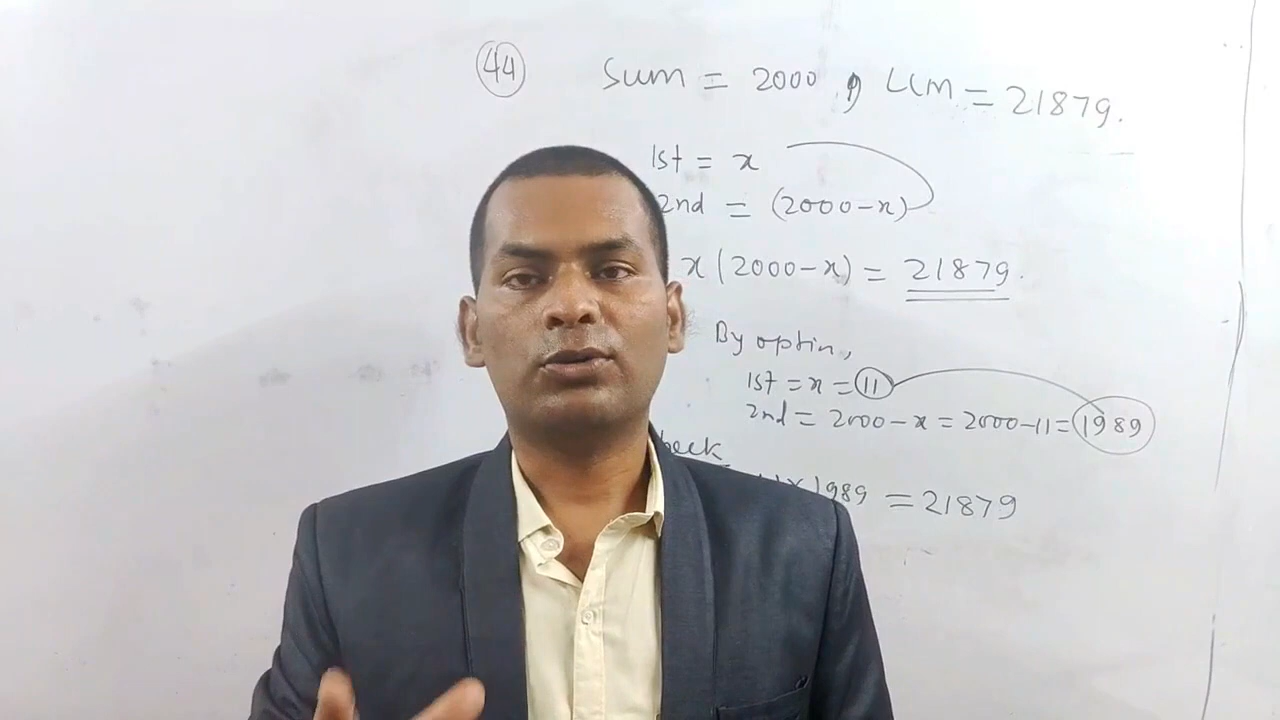 44 Sum = 2000, LCM = 21879.
1st = x
2nd = (2000-x)
x(2000-x) = 21879.
By optin,
1st = x = 11
2nd = 2000-x = 2000-11 = 1989
heck
11x1989 = 21879